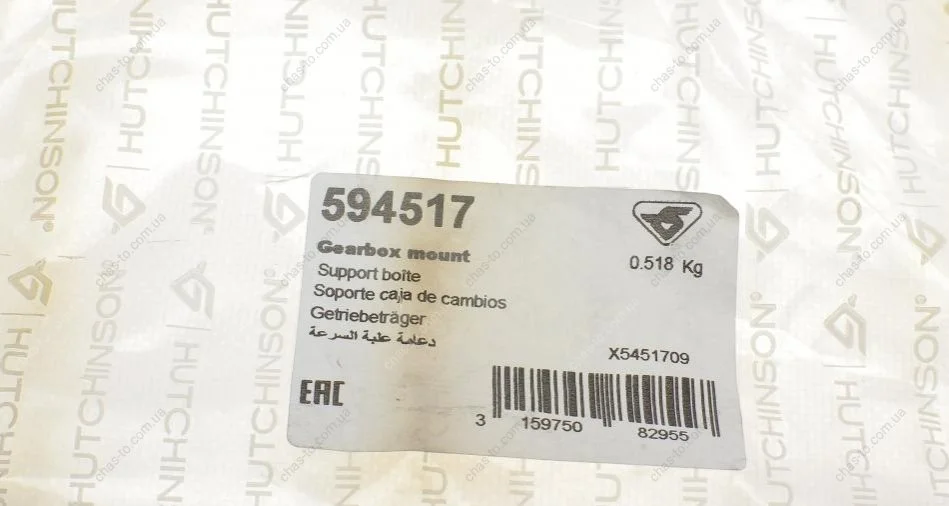 594517
Gearbox mount
Support boîte
Soporte caja de cambios
Getriebeträger
دعامة علبة السرعة
EAC
0.518 Kg
X5451709
3 159750 82955
HUTCHINSON®
chas-to.com.ua